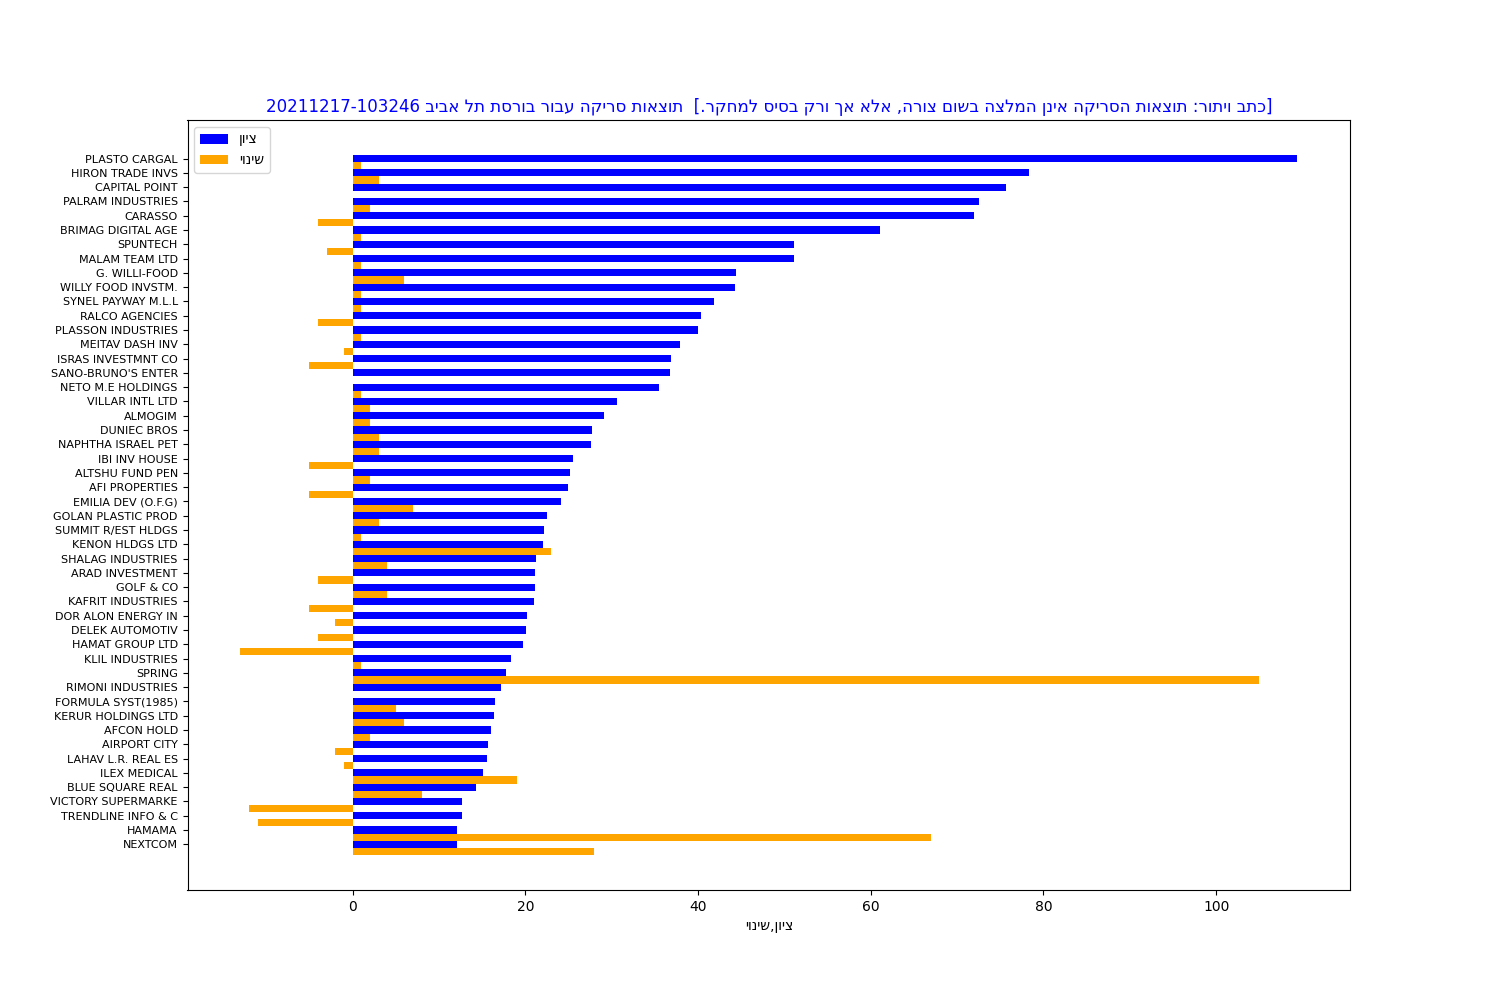 [כתב ויתור: תוצאות הסריקה אינן המלצה בשום צורה, אלא אך ורק בסיס למחקר.] תוצאות סריקה עבור בורסת תל אביב 20211217-103246
ציון
שינוי
PLASTO CARGAL
HIRON TRADE INVS
CAPITAL POINT
PALRAM INDUSTRIES
CARASSO
BRIMAG DIGITAL AGE
SPUNTECH
MALAM TEAM LTD
G. WILLI-FOOD
WILLY FOOD INVSTM.
SYNEL PAYWAY M.L.L
RALCO AGENCIES
PLASSON INDUSTRIES
MEITAV DASH INV
ISRAS INVESTMNT CO
SANO-BRUNO'S ENTER
NETO M.E HOLDINGS
VILLAR INTL LTD
ALMOGIM
DUNIEC BROS
NAPHTHA ISRAEL PET
IBI INV HOUSE
ALTSHU FUND PEN
AFI PROPERTIES
EMILIA DEV (O.F.G)
GOLAN PLASTIC PROD
SUMMIT R/EST HLDGS
KENON HLDGS LTD
SHALAG INDUSTRIES
ARAD INVESTMENT
GOLF & CO
KAFRIT INDUSTRIES
DOR ALON ENERGY IN
DELEK AUTOMOTIV
HAMAT GROUP LTD
KLIL INDUSTRIES
SPRING
RIMONI INDUSTRIES
FORMULA SYST(1985)
KERUR HOLDINGS LTD
AFCON HOLD
AIRPORT CITY
LAHAV L.R. REAL ES
ILEX MEDICAL
BLUE SQUARE REAL
VICTORY SUPERMARKE
TRENDLINE INFO & C
HAMAMA
NEXTCOM
0 20 40 60 80 100
ציון,שינוי